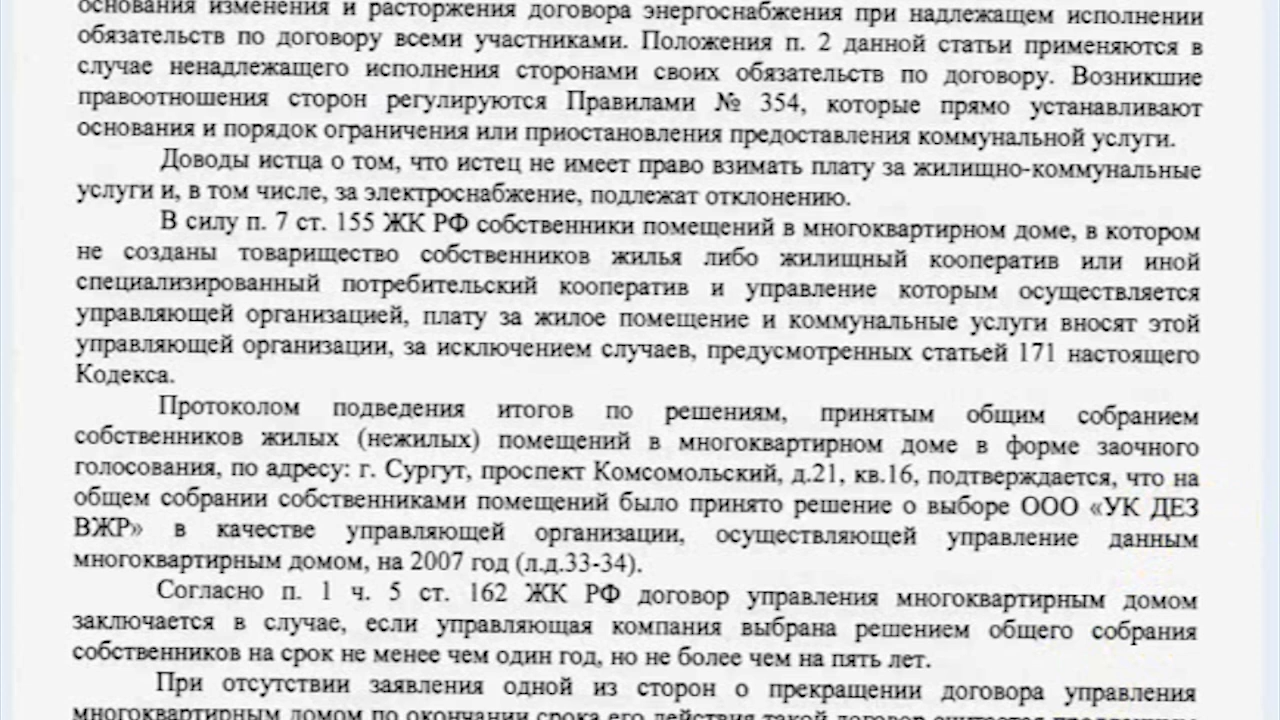 основания изменения и расторжения договора энергоснабжения при надлежащем исполнении
обязательств по договору всеми участниками. Положения п. 2 данной статьи применяются в
случае ненадлежащего исполнения сторонами своих обязательств по договору. Возникшие
правоотношения сторон регулируются Правилами № 354, которые прямо устанавливают
основания и порядок ограничения или приостановления предоставления коммунальной услуги.
Доводы истца о том, что истец не имеет право взимать плату за жилищно-коммунальные
услуги и, в том числе, за электроснабжение, подлежат отклонению.
В силу п. 7 ст. 155 ЖК РФ собственники помещений в многоквартирном доме, в котором
не созданы товарищество собственников жилья либо жилищный кооператив или иной
специализированный потребительский кооператив и управление которым осуществляется
управляющей организацией, плату за жилое помещение и коммунальные услуги вносят этой
управляющей организации, за исключением случаев, предусмотренных статьей 171 настоящего
Кодекса.
Протоколом подведения итогов по решениям, принятым общим собранием
собственников жилых (нежилых) помещений в многоквартирном доме в форме заочного
голосования, по адресу: г. Сургут, проспект Комсомольский, д.21, кв.16, подтверждается, что на
общем собрании собственниками помещений было принято решение о выборе ООО «УК ДЕЗ
ВЖР» в качестве управляющей организации, осуществляющей управление данным
многоквартирным домом, на 2007 год (л.д.33-34).
Согласно п. 1 ч. 5 ст. 162 ЖК РФ договор управления многоквартирным домом
заключается в случае, если управляющая компания выбрана решением общего собрания
собственников на срок не менее чем один год, но не более чем на пять лет.
При отсутствии заявления одной из сторон о прекращении договора управления
многоквартирным домом по окончании срока его действия такой договор считается